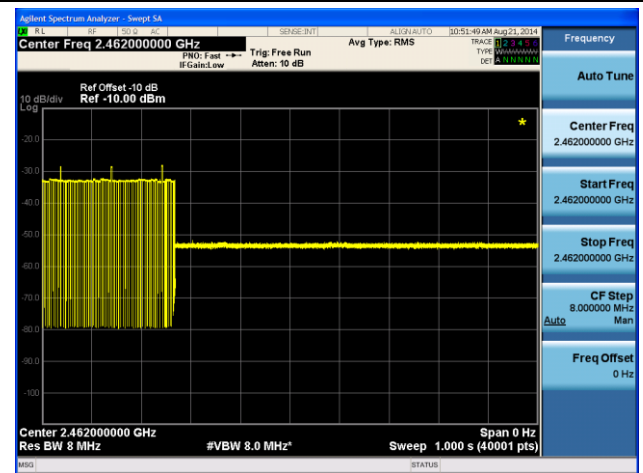 Agilent Spectrum Analyzer - Swept SA
RL RF 50 Ω AC SENSE:INT ALIGN AUTO 10:51:49 AM Aug 21, 2014
Center Freq 2.462000000 GHz
PNO: Fast
IFGain:Low
Trig: Free Run
Atten: 10 dB
Avg Type: RMS
TRACE 1 2 3 4 5 6
TYPE
DET A N N N N N
Ref Offset -10 dB
10 dB/div Ref -10.00 dBm
Log
-20.0
-30.0
-40.0
-50.0
-60.0
-70.0
-80.0
-90.0
-100
*
Center 2.462000000 GHz Span 0 Hz
Res BW 8 MHz #VBW 8.0 MHz* Sweep 1.000 s (40001 pts)
MSG STATUS
Frequency
Auto Tune
Center Freq
2.462000000 GHz
Start Freq
2.462000000 GHz
Stop Freq
2.462000000 GHz
CF Step
8.000000 MHz
Auto Man
Freq Offset
0 Hz